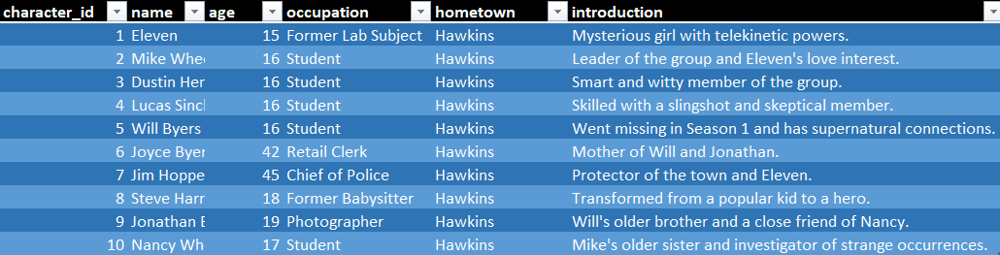 character_id name age occupation hometown introduction
1 Eleven 15 Former Lab Subject Hawkins Mysterious girl with telekinetic powers.
2 Mike Whe 16 Student Hawkins Leader of the group and Eleven's love interest.
3 Dustin Her 16 Student Hawkins Smart and witty member of the group.
4 Lucas Sincl 16 Student Hawkins Skilled with a slingshot and skeptical member.
5 Will Byers 16 Student Hawkins Went missing in Season 1 and has supernatural connections.
6 Joyce Byer 42 Retail Clerk Hawkins Mother of Will and Jonathan.
7 Jim Hoppe 45 Chief of Police Hawkins Protector of the town and Eleven.
8 Steve Harr 18 Former Babysitter Hawkins Transformed from a popular kid to a hero.
9 Jonathan 19 Photographer Hawkins Will's older brother and a close friend of Nancy.
10 Nancy Wh 17 Student Hawkins Mike's older sister and investigator of strange occurrences.